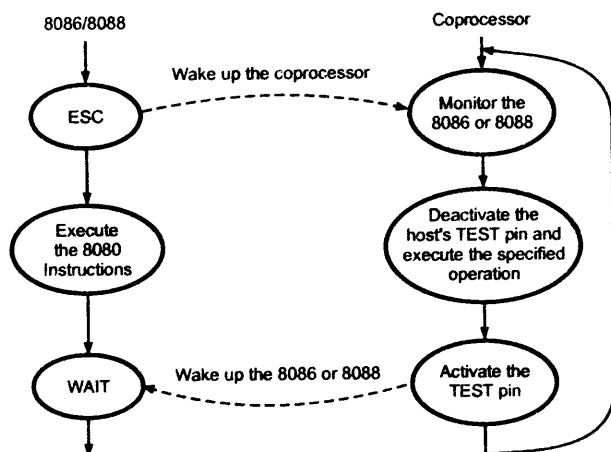 8086/8088
Coprocessor
Wake up the coprocessor
ESC
Monitor the
8086 or 8088
Execute
the 8080
Instructions
Deactivate the
host's TEST pin and
execute the specified
operation
Wake up the 8086 or 8088
WAIT
Activate the
TEST pin